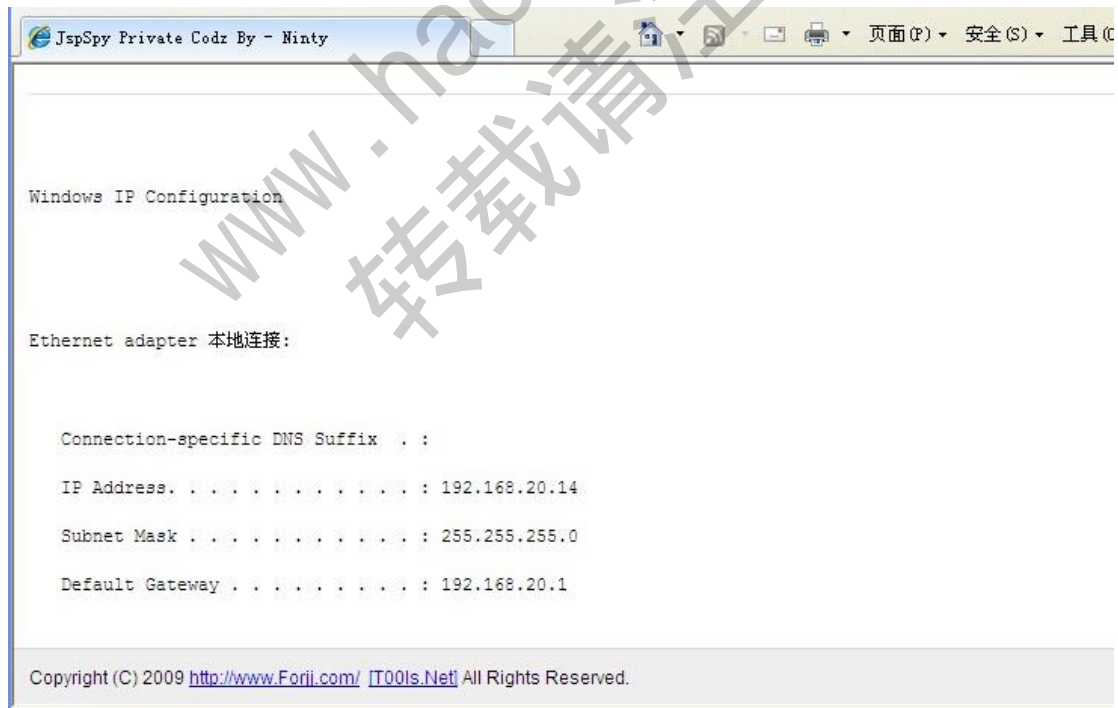 JspSpy Private Codz By - Ninty
页面(P) 安全(S) 工具(O
Windows IP Configuration
Ethernet adapter 本地连接:
Connection-specific DNS Suffix . :
IP Address. . . . . . . . . . . . : 192.168.20.14
Subnet Mask . . . . . . . . . . . : 255.255.255.0
Default Gateway . . . . . . . . . : 192.168.20.1
Copyright (C) 2009 http://www.Forjj.com/ [T00ls.Net] All Rights Reserved.
www.hac
转载请注